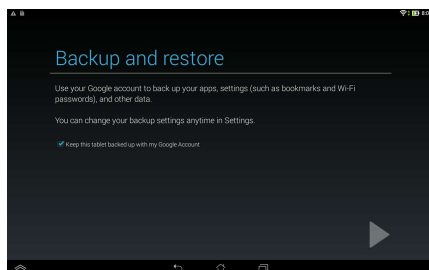 Backup and restore
Use your Google account to back up your apps, settings (such as bookmarks and Wi-Fi
passwords), and other data.
You can change your backup settings anytime in Settings.
Keep this tablet backed up with my Google Account